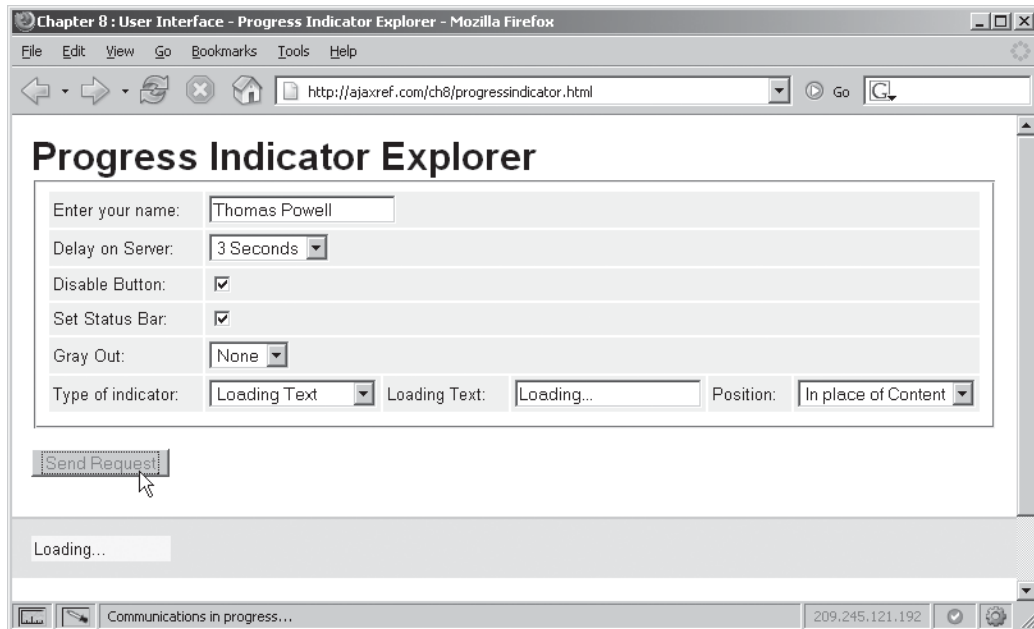 Chapter 8 : User Interface - Progress Indicator Explorer - Mozilla Firefox
File Edit View Go Bookmarks Tools Help
http://ajaxref.com/ch8/progressindicator.html Go G
Progress Indicator Explorer
Enter your name: Thomas Powell
Delay on Server: 3 Seconds
Disable Button:
Set Status Bar:
Gray Out: None
Type of indicator: Loading Text Loading Text: Loading... Position: In place of Content
Send Request
Loading...
Communications in progress... 209.245.121.192